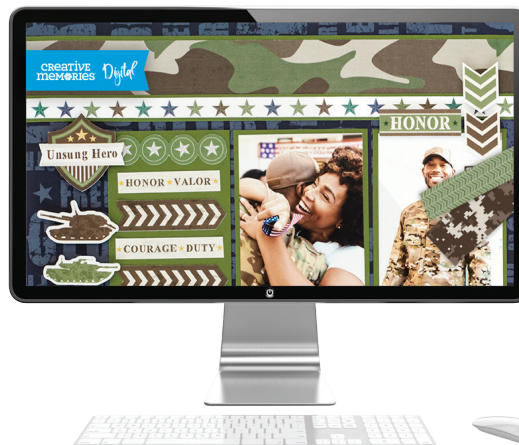 CREATIVE
MEMORIES
Digital
HONOR
Unsung Hero
HONOR VALOR
COURAGE DUTY